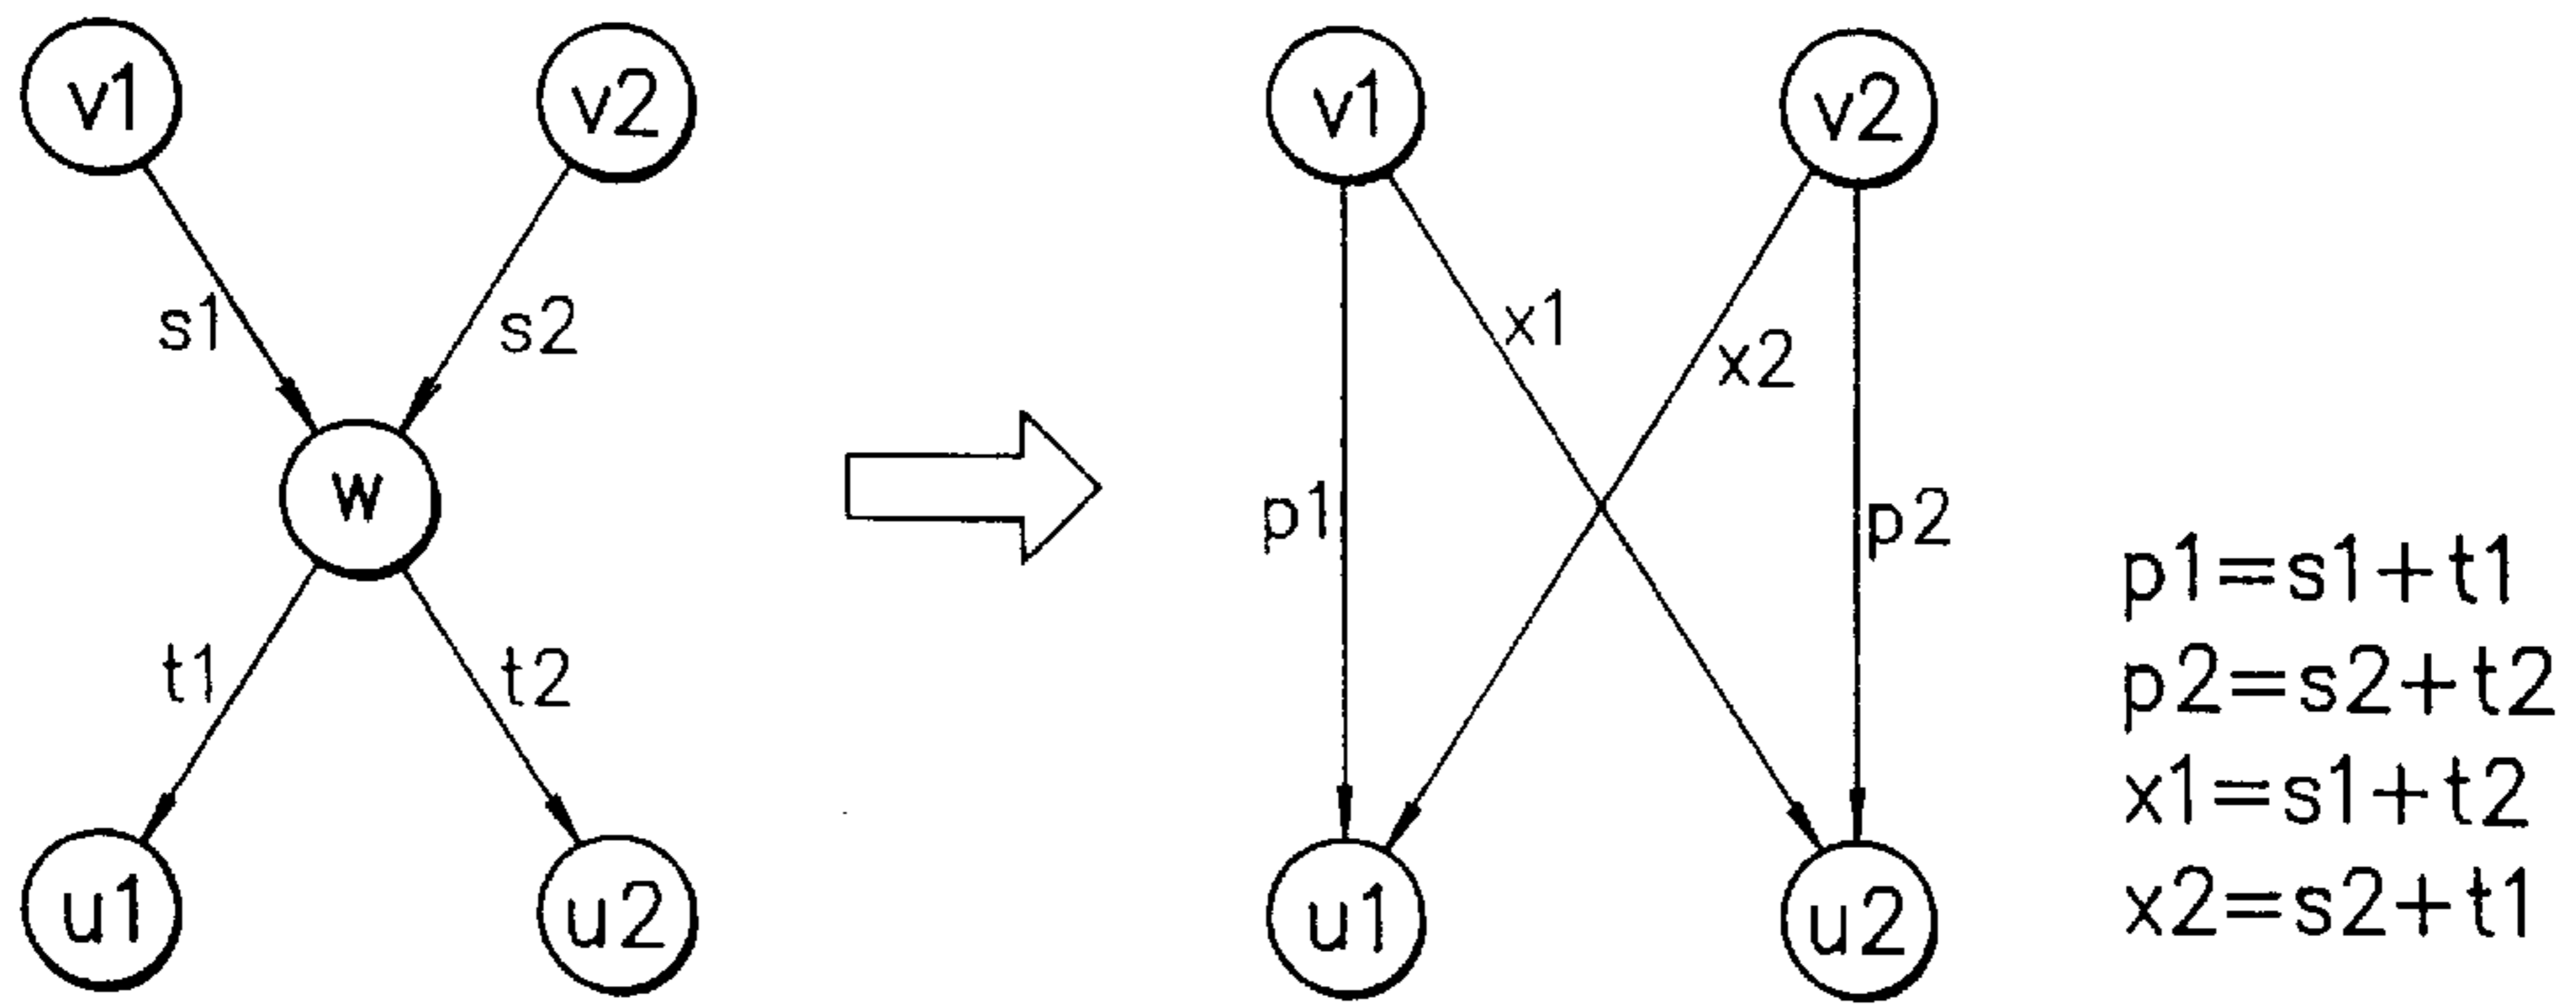 v1
v2
s1
s2
w
t1
t2
u1
u2
v1
v2
x1
x2
p1
p2
u1
u2
p1=s1+t1
p2=s2+t2
x1=s1+t2
x2=s2+t1